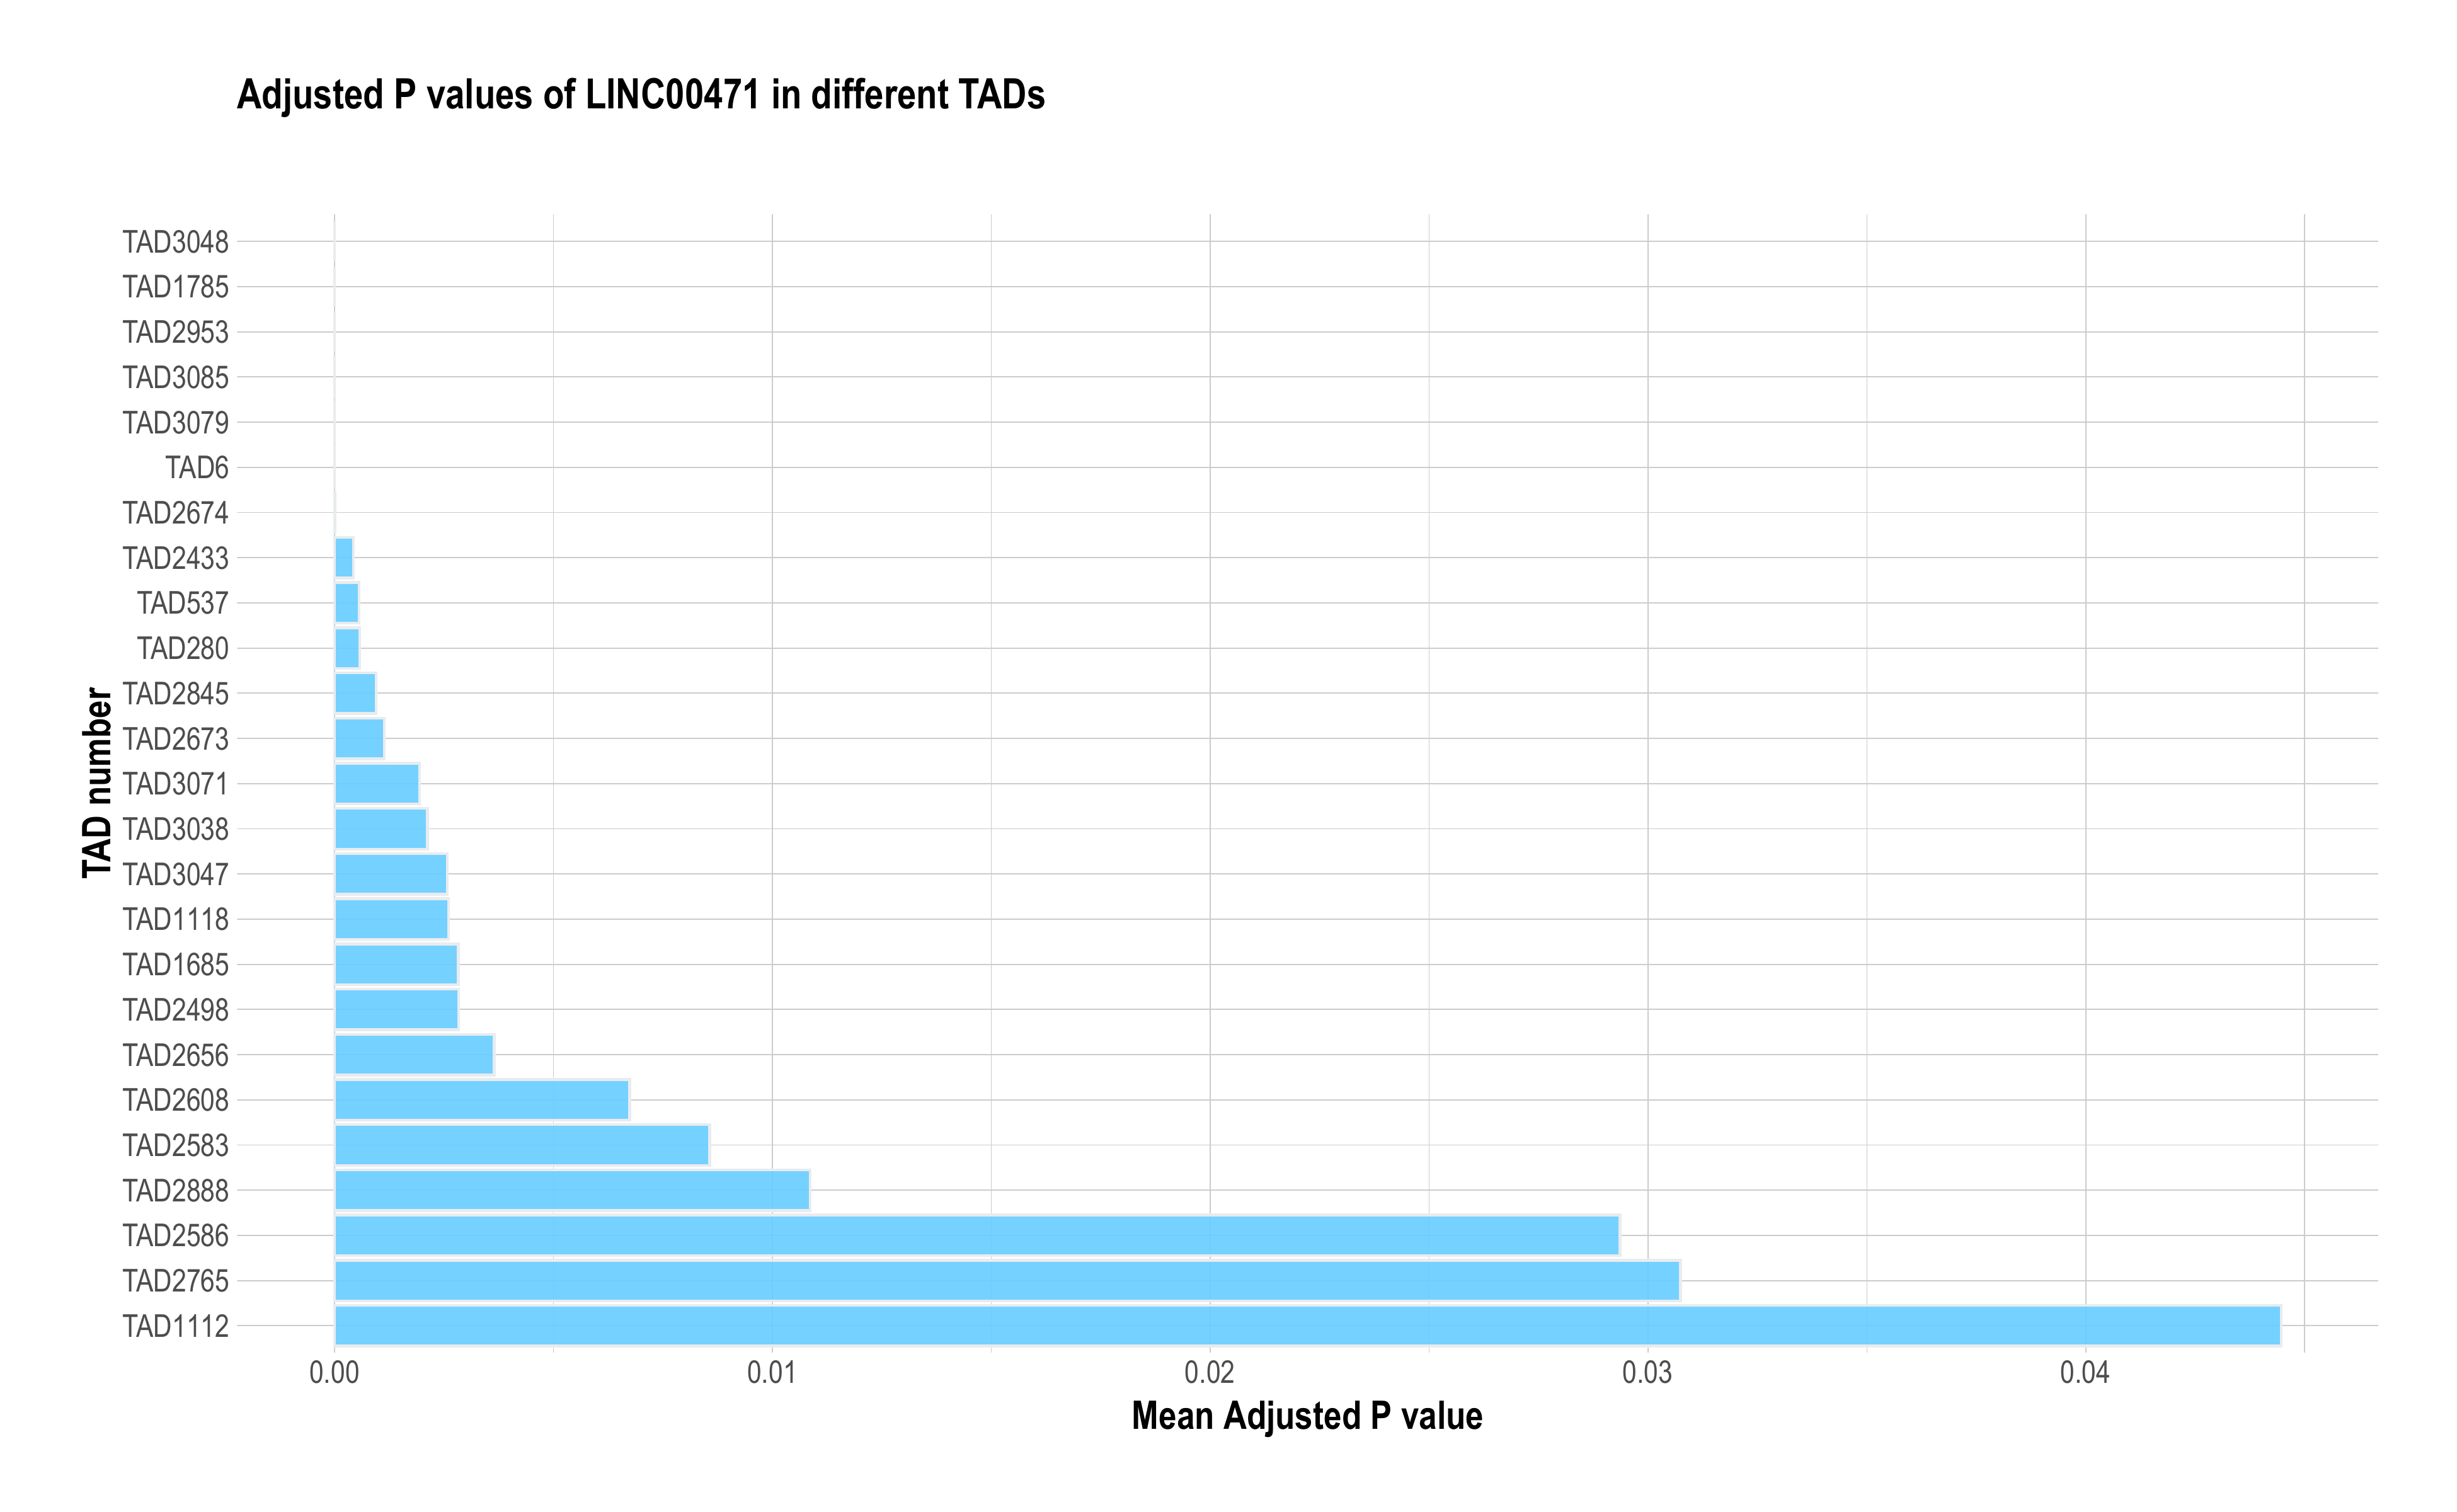 Adjusted P values of LINC00471 in different TADs
TAD number
TAD3048
TAD1785
TAD2953
TAD3085
TAD3079
TAD6
TAD2674
TAD2433
TAD537
TAD280
TAD2845
TAD2673
TAD3071
TAD3038
TAD3047
TAD1118
TAD1685
TAD2498
TAD2656
TAD2608
TAD2583
TAD2888
TAD2586
TAD2765
TAD1112
0.00 0.01 0.02 0.03 0.04
Mean Adjusted P value